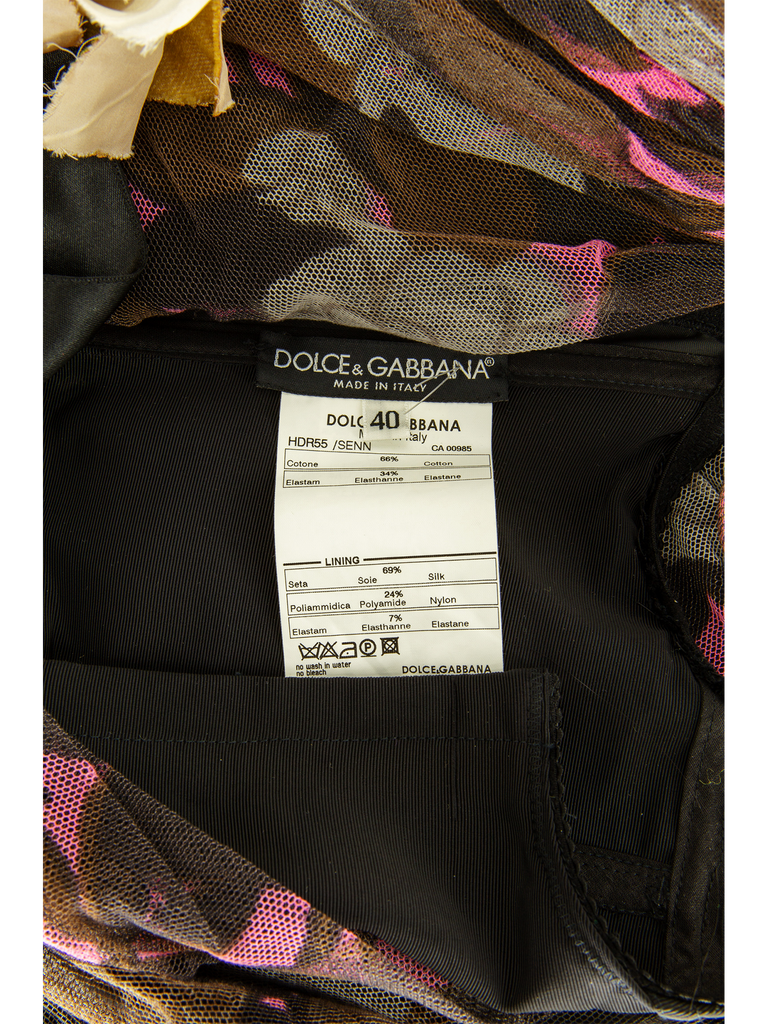 DOLCE & GABBANA®
MADE IN ITALY
40
HDR55 /SENN CA 00985
66%
Cotone Cotton
34%
Elastam Elasthanne Elastane
LINING
69%
Seta Soie Silk
24%
Poliammidica Polyamide Nylon
7%
Elastam Elasthanne Elastane
P
no wash in water
no bleach DOLCE&GABBANA